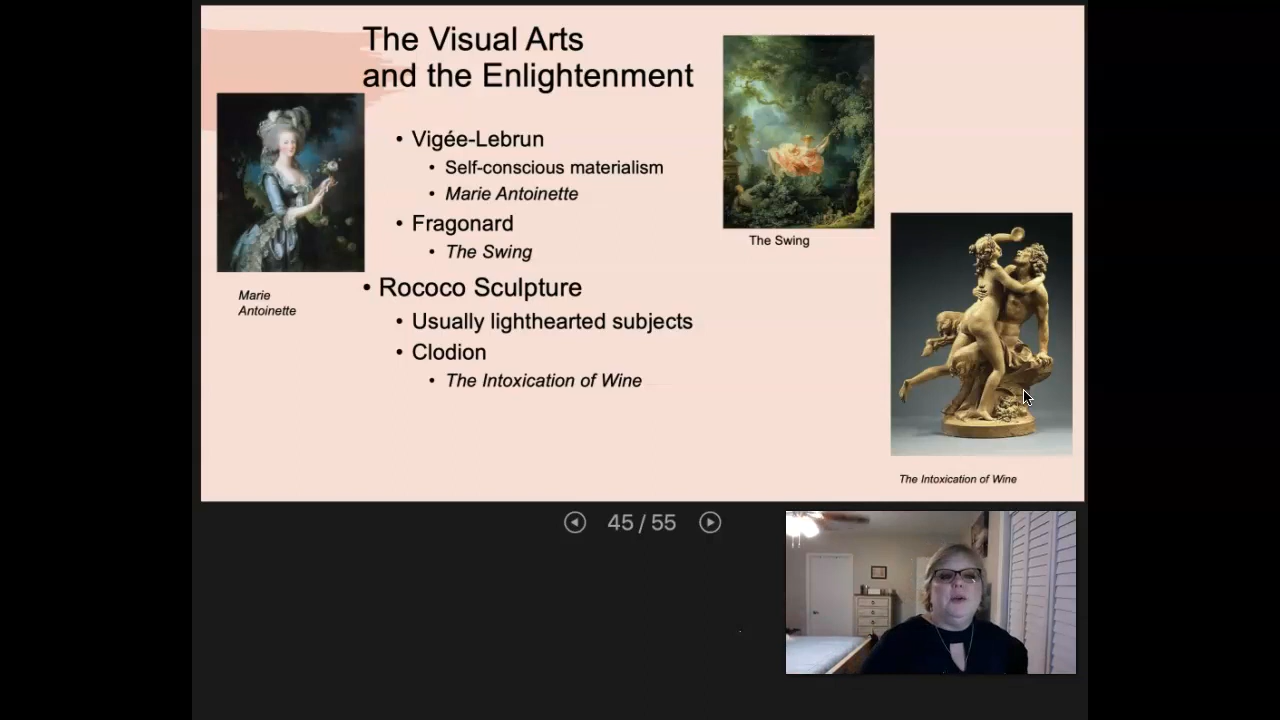 The Visual Arts
and the Enlightenment
• Vigée-Lebrun
• Self-conscious materialism
• Marie Antoinette
• Fragonard
• The Swing
• Rococo Sculpture
• Usually lighthearted subjects
• Clodion
• The Intoxication of Wine
Marie
Antoinette
The Swing
The Intoxication of Wine
45 / 55